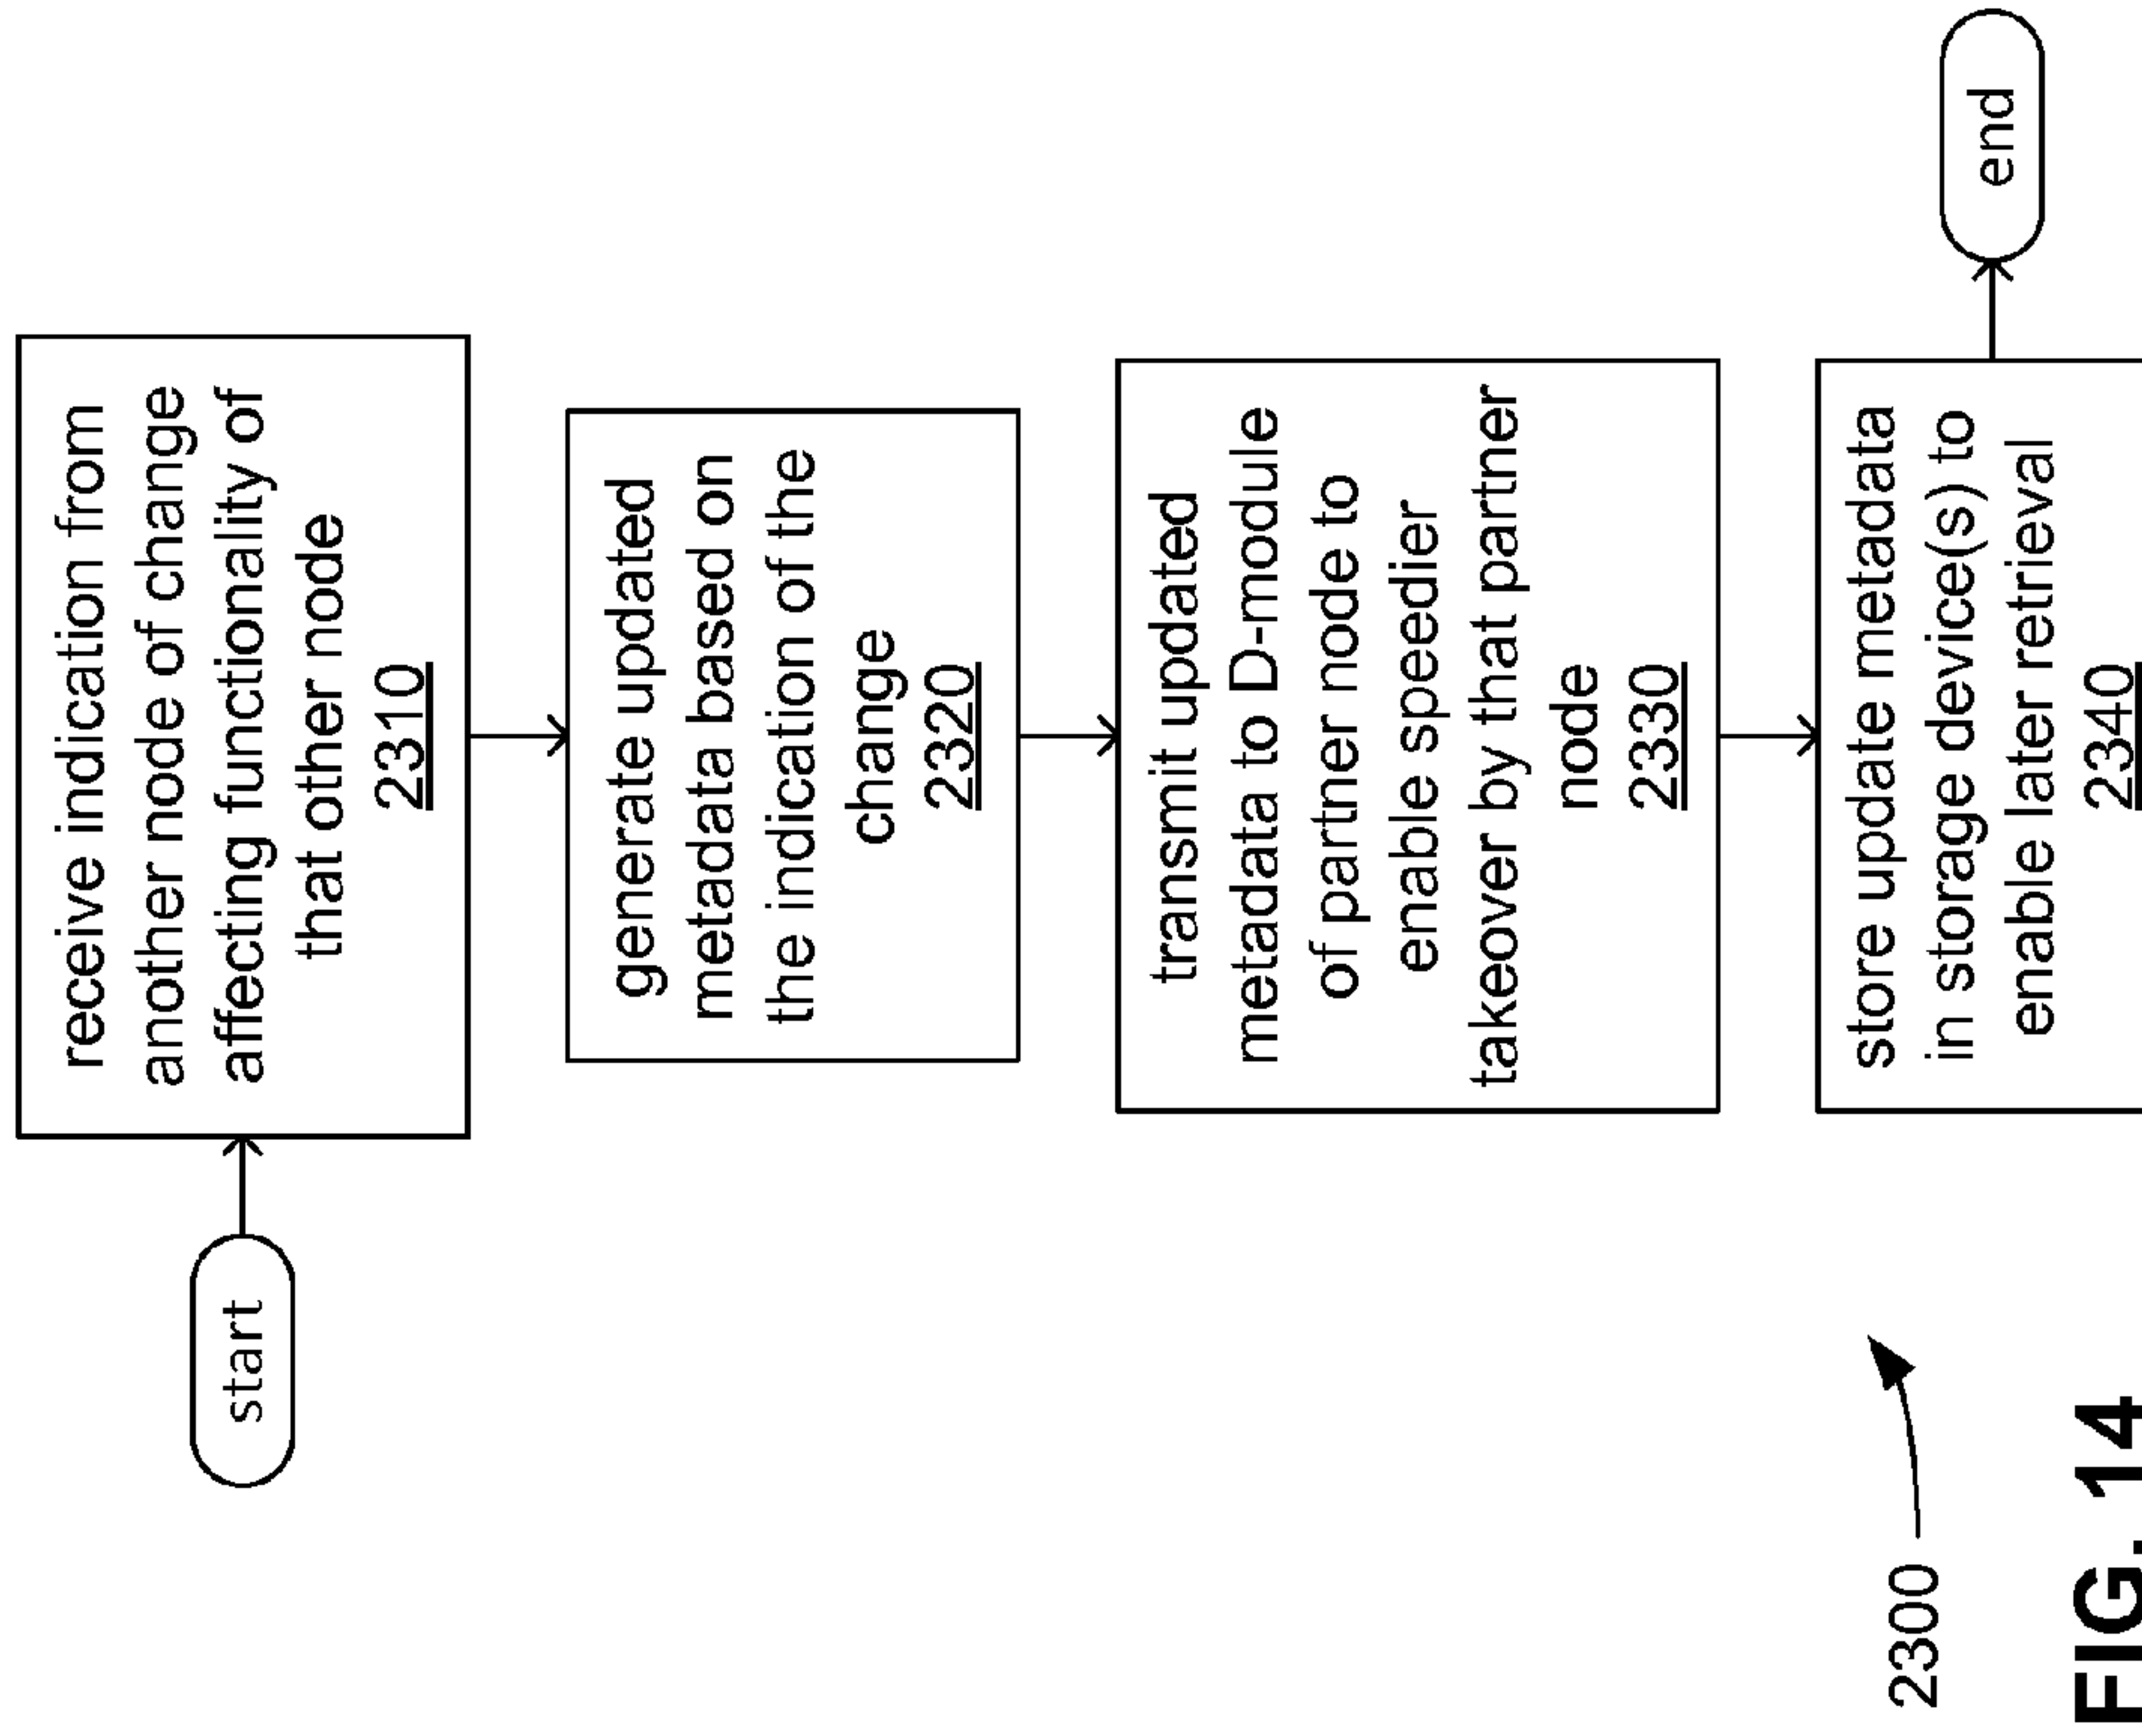 start
receive indication from
another node of change
affecting functionality of
that other node
2310
generate updated
metadata based on
the indication of the
change
2320
transmit updated
metadata to D-module
of partner node to
enable speedier
takeover by that partner
node
2330
store update metadata
in storage device(s) to
enable later retrieval
2340
end
2300
FIG. 14